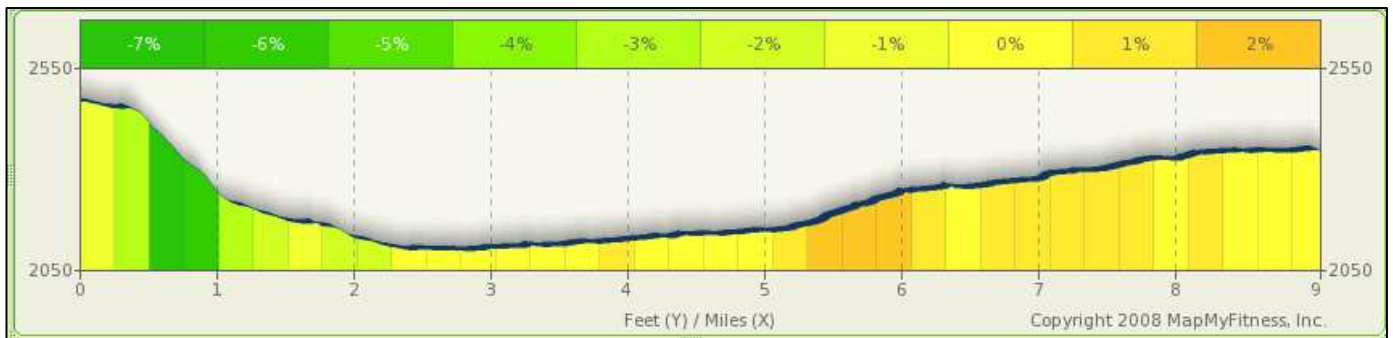 -7% -6% -5% -4% -3% -2% -1% 0% 1% 2%
2550 2550
2050 2050
0 1 2 3 4 5 6 7 8 9
Feet (Y) / Miles (X) Copyright 2008 MapMyFitness, Inc.